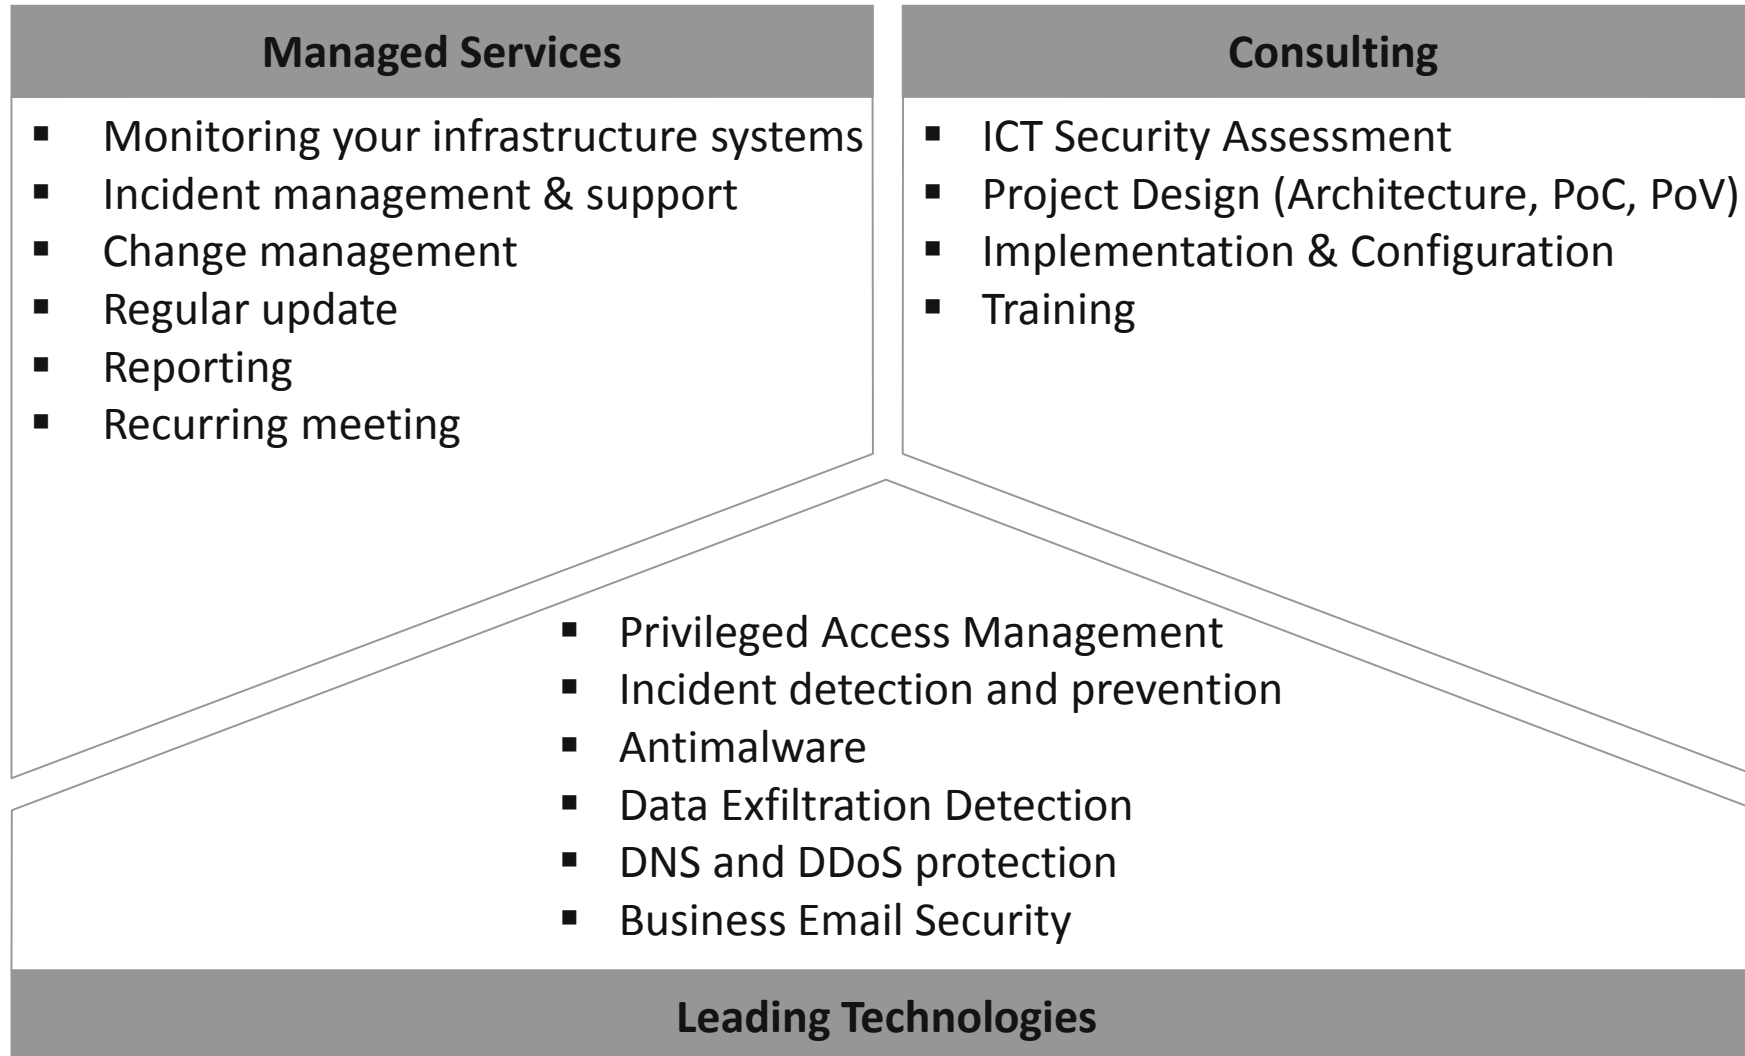 Managed Services
▪ Monitoring your infrastructure systems
▪ Incident management & support
▪ Change management
▪ Regular update
▪ Reporting
▪ Recurring meeting
Consulting
▪ ICT Security Assessment
▪ Project Design (Architecture, PoC, PoV)
▪ Implementation & Configuration
▪ Training
▪ Privileged Access Management
▪ Incident detection and prevention
▪ Antimalware
▪ Data Exfiltration Detection
▪ DNS and DDoS protection
▪ Business Email Security
Leading Technologies